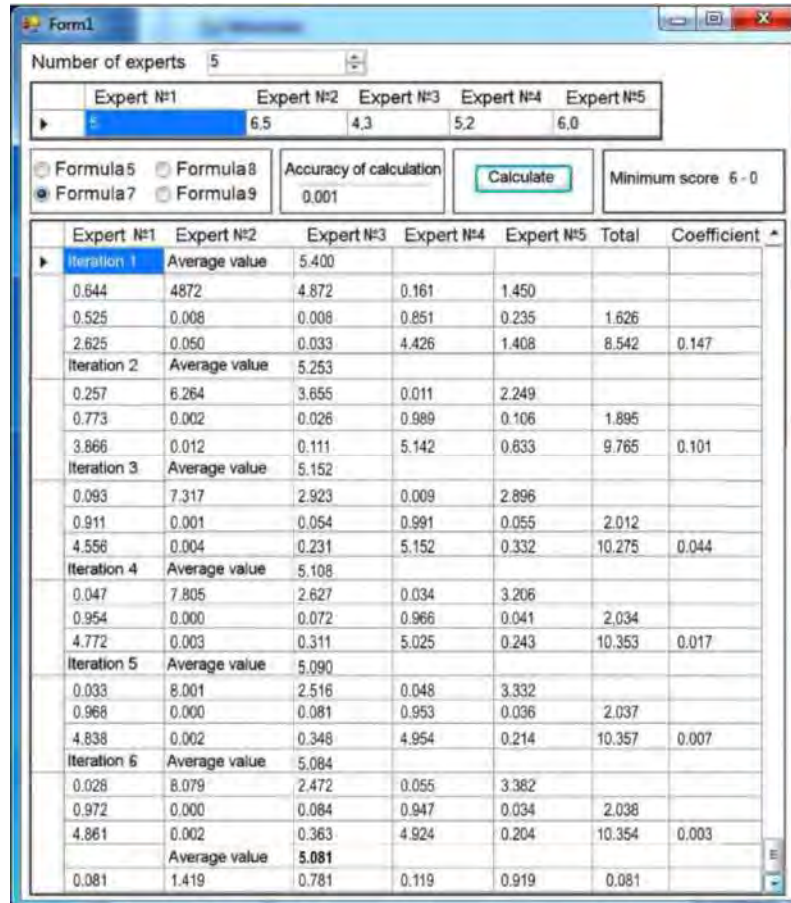 Form1
Number of experts 5
Expert №1 Expert №2 Expert №3 Expert №4 Expert №5
5 6,5 4,3 5,2 6,0
Formula5 Formula8 Accuracy of calculation Calculate Minimum score 6 - 0
Formula7 Formula9 0.001
Expert №1 Expert №2 Expert №3 Expert №4 Expert №5 Total Coefficient
Iteration 1 Average value 5.400
0.644 4872 4.872 0.161 1.450
0.525 0.008 0.008 0.851 0.235 1.626
2.625 0.050 0.033 4.426 1.408 8.542 0.147
Iteration 2 Average value 5.253
0.257 6.264 3.655 0.011 2.249
0.773 0.002 0.026 0.989 0.106 1.895
3.866 0.012 0.111 5.142 0.633 9.765 0.101
Iteration 3 Average value 5.152
0.093 7.317 2.923 0.009 2.896
0.911 0.001 0.054 0.991 0.055 2.012
4.556 0.004 0.231 5.152 0.332 10.275 0.044
Iteration 4 Average value 5.108
0.047 7.805 2.627 0.034 3.206
0.954 0.000 0.072 0.966 0.041 2,034
4.772 0.003 0.311 5.025 0.243 10.353 0.017
Iteration 5 Average value 5.090
0.033 8.001 2.516 0.048 3.332
0.968 0.000 0.081 0.953 0.036 2.037
4.838 0.002 0.348 4.954 0.214 10.357 0.007
Iteration 6 Average value 5.084
0.028 8.079 2.472 0.055 3.382
0.972 0.000 0.084 0.947 0.034 2.038
4.861 0.002 0.363 4.924 0.204 10.354 0.003
Average value 5.081
0.081 1.419 0.781 0.119 0.919 0.081